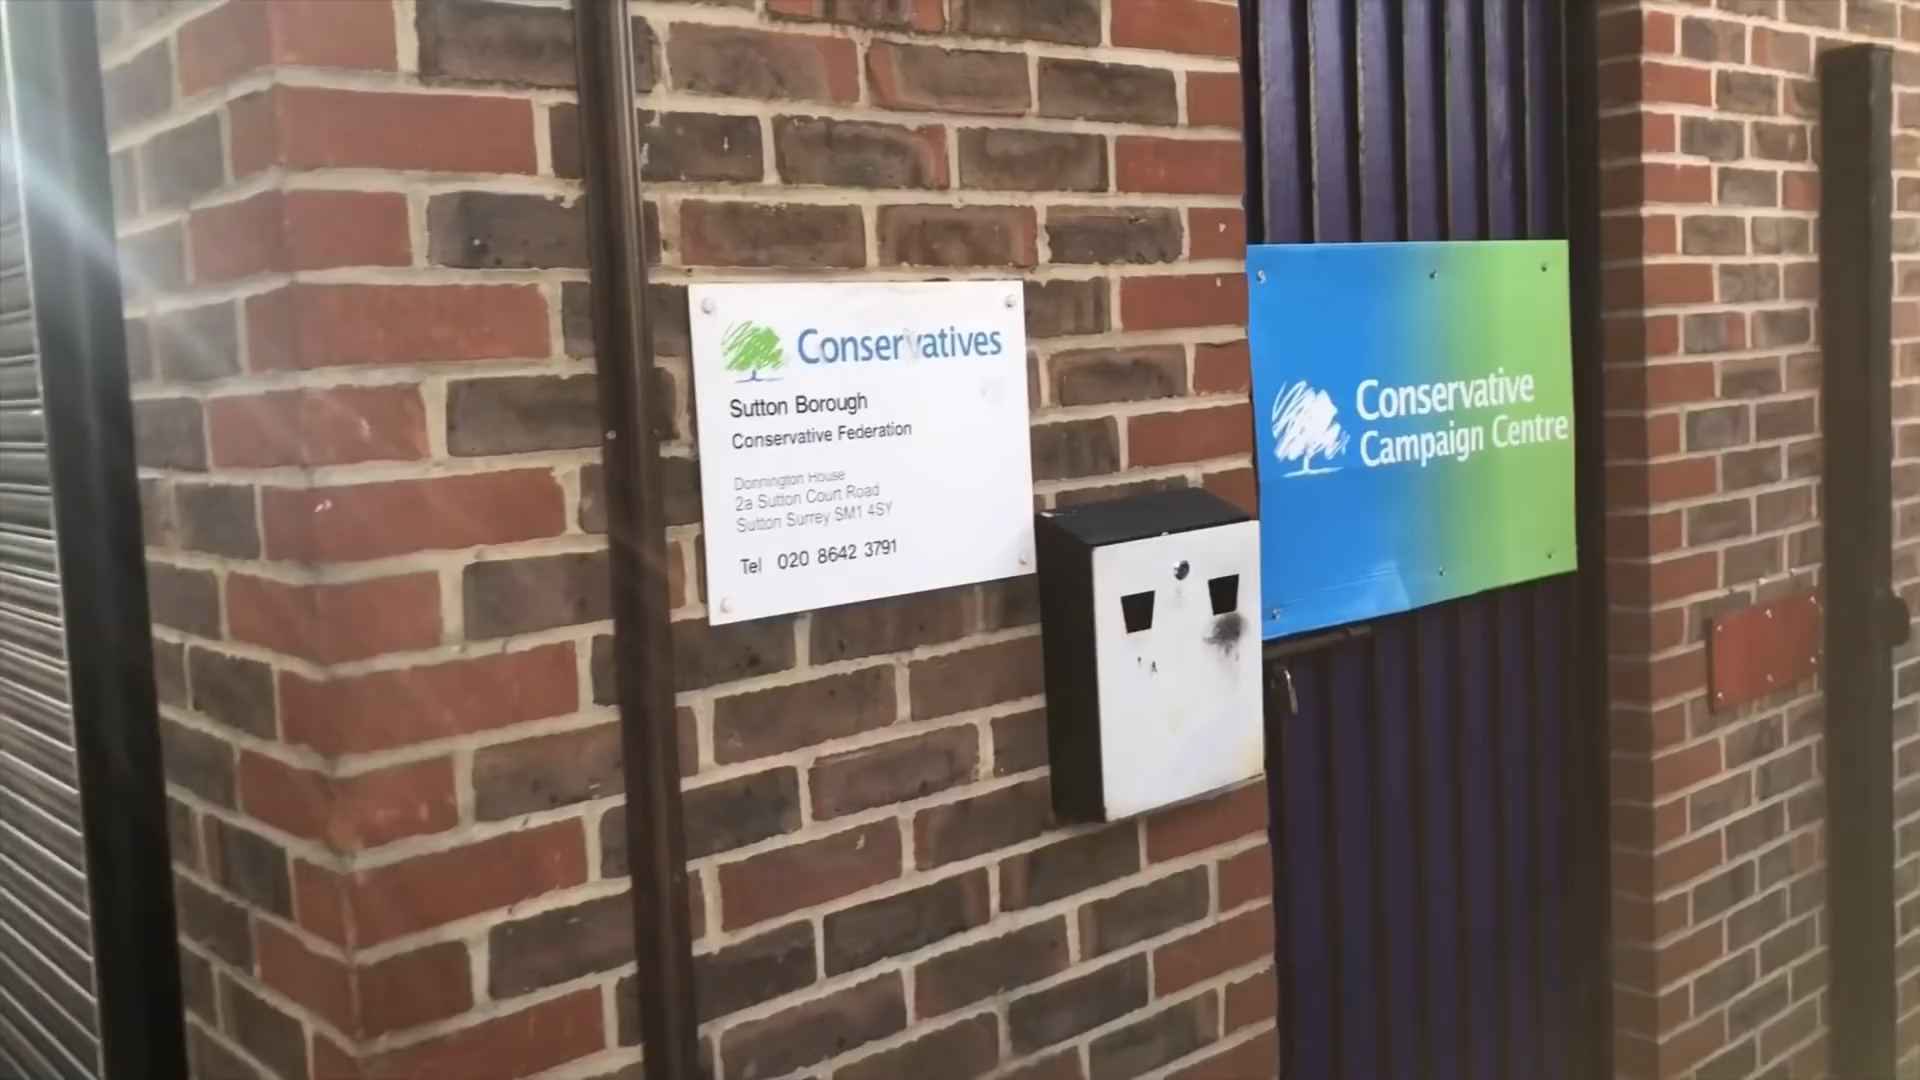 Conservatives
Sutton Borough
Conservative Federation
Donnington House
2a Sutton Court Road
Sutton Surrey SM1 4SY
Tel 020 8642 3791
Conservative
Campaign Centre